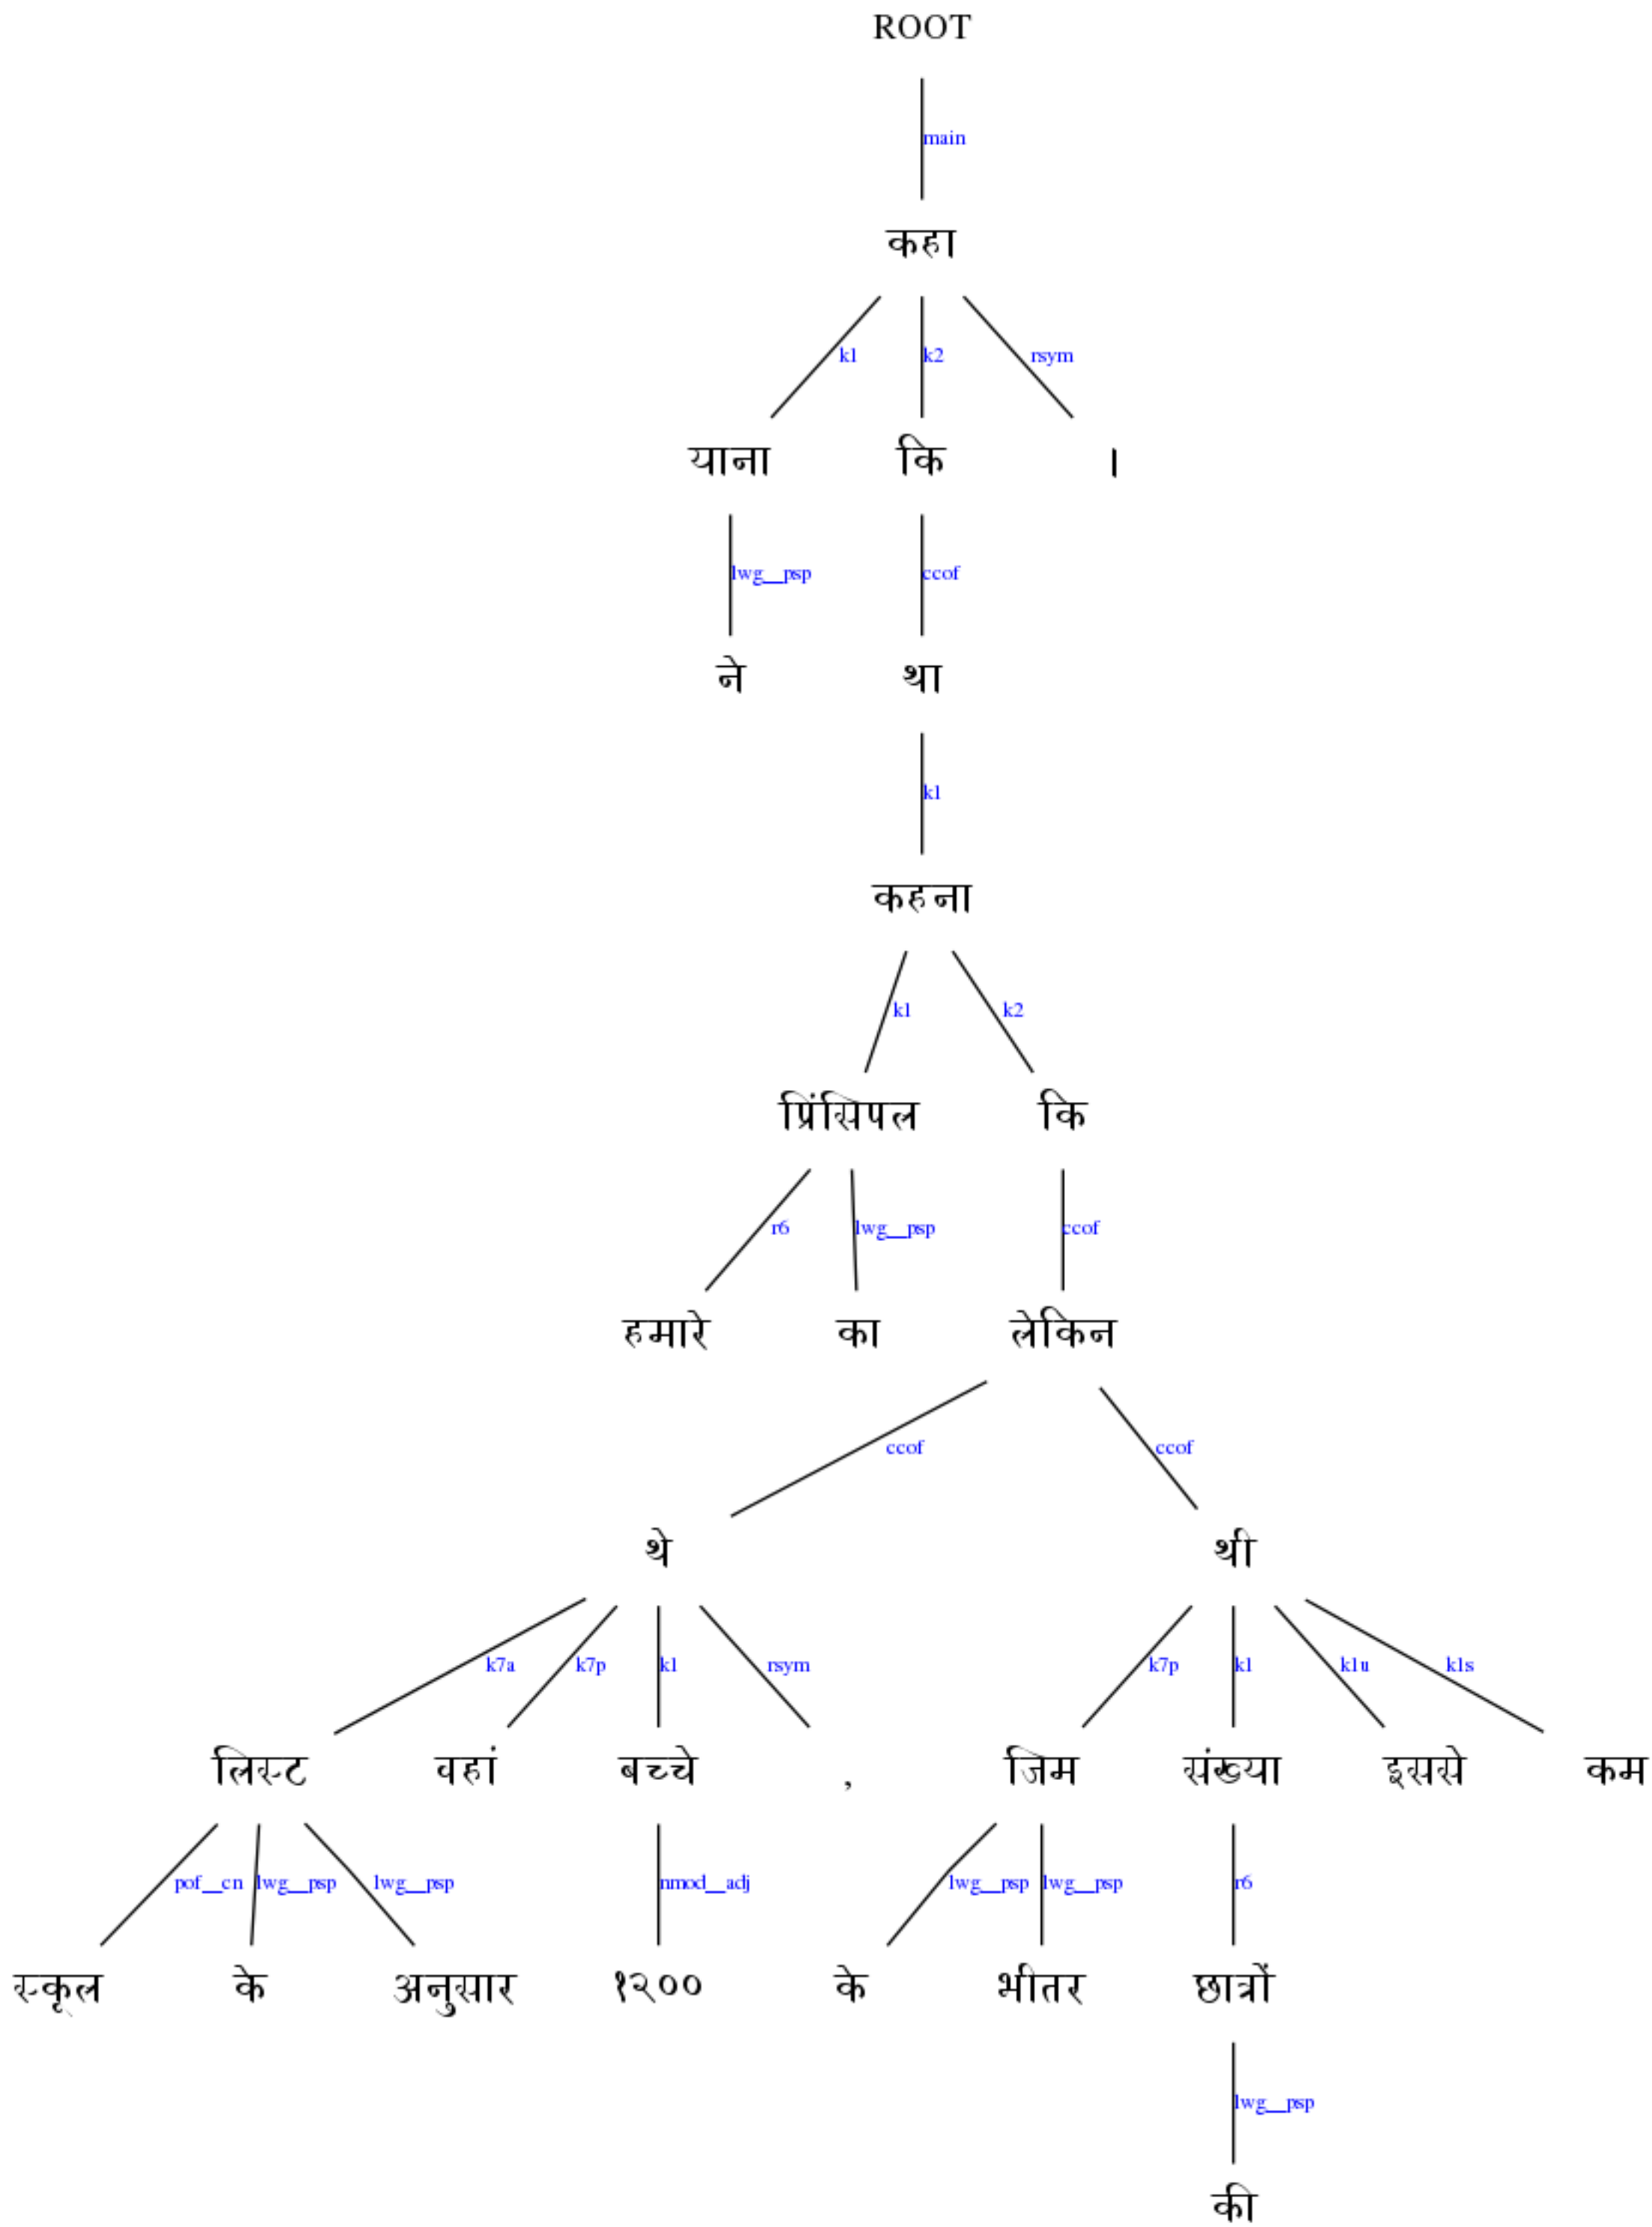 ROOT
main
कहा
k1 k2 rsym
याना कि ।
lwg__psp ccof
ने था
k1
कहना
k1 k2
प्रिंसिपल कि
r6 lwg__psp ccof
हमारे का लेकिन
ccof ccof
थे थी
k7a k7p k1 rsym k7p k1 k1u k1s
लिस्ट वहां बच्चे , जिम संख्या इससे कम
pof__cn lwg__psp lwg__psp nmod__adj lwg__psp lwg__psp r6
स्कूल के अनुसार १२०० के भीतर छात्रों
lwg__psp
की